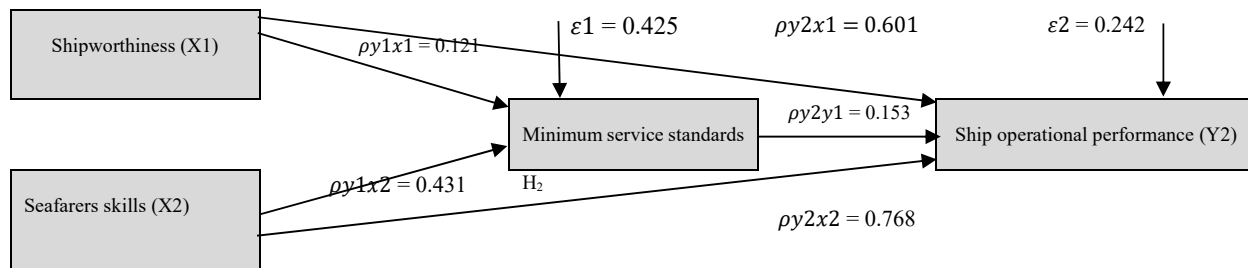 Shipworthiness (X1)
ρy1x1 = 0.121
ε1 = 0.425
ρy2x1 = 0.601
ε2 = 0.242
Minimum service standards
ρy2y1 = 0.153
Ship operational performance (Y2)
Seafarers skills (X2)
ρy1x2 = 0.431
H₂
ρy2x2 = 0.768